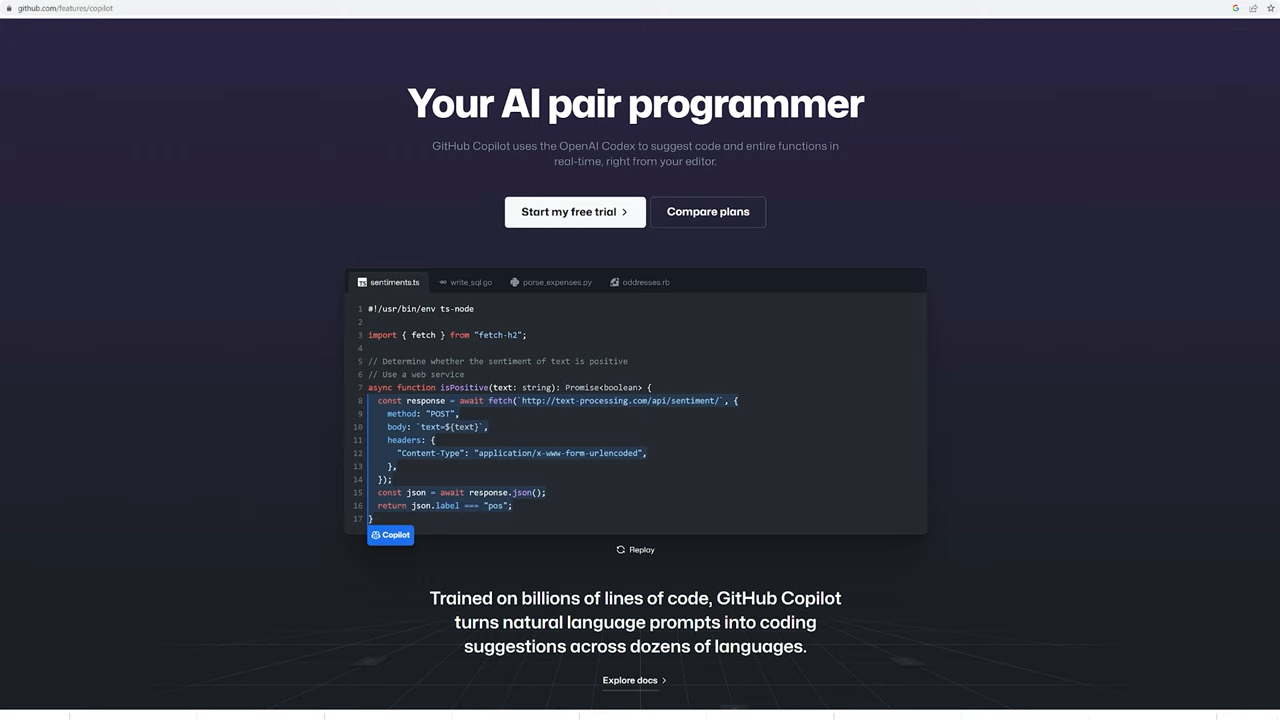 github.com/features/copilot
Your AI pair programmer
GitHub Copilot uses the OpenAI Codex to suggest code and entire functions in
real-time, right from your editor.
Start my free trial
Compare plans
TS sentiments.ts
write_sql.go
parse_expenses.py
addresses.rb
1 #!/usr/bin/env ts-node
2
3 import { fetch } from "fetch-h2";
4
5 // Determine whether the sentiment of text is positive
6 // Use a web service
7 async function isPositive(text: string): Promise<boolean> {
8 const response = await fetch(`http://text-processing.com/api/sentiment/`, {
9 method: "POST",
10 body: `text=${text}`,
11 headers: {
12 "Content-Type": "application/x-www-form-urlencoded",
13 },
14 });
15 const json = await response.json();
16 return json.label === "pos";
17 }
Copilot
Replay
Trained on billions of lines of code, GitHub Copilot
turns natural language prompts into coding
suggestions across dozens of languages.
Explore docs